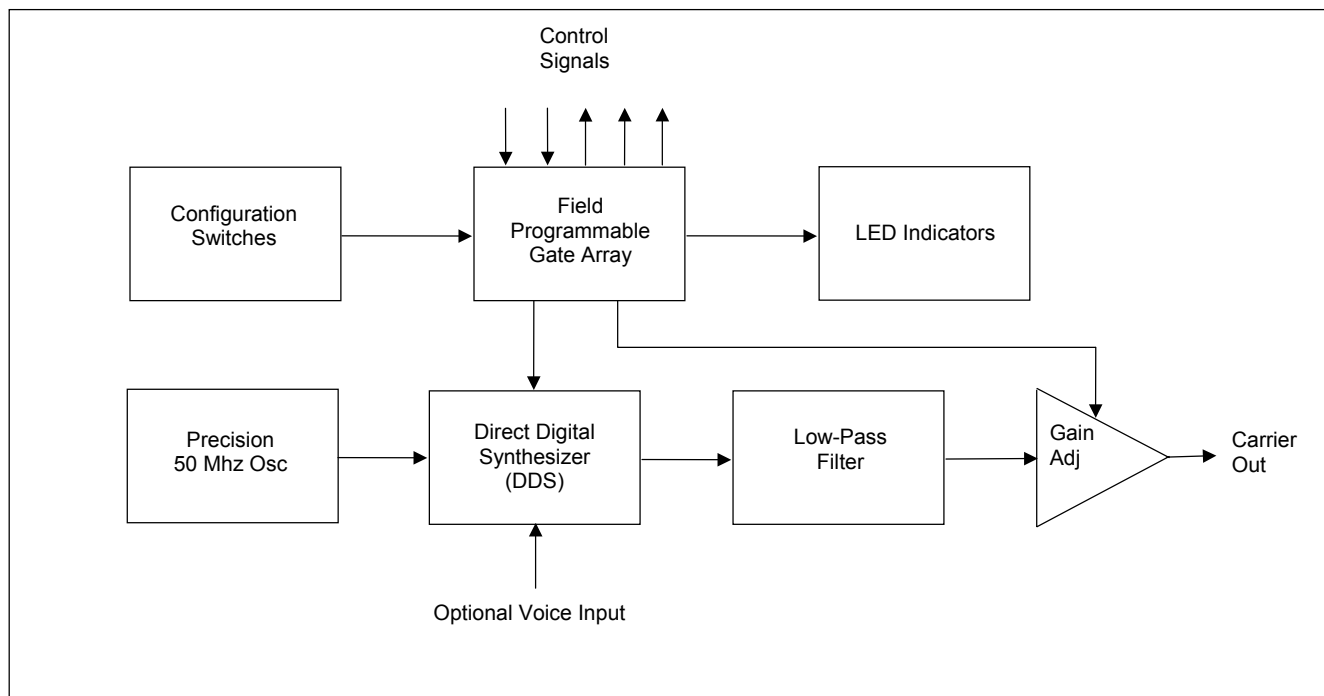 Control
Signals
Configuration
Switches
Field
Programmable
Gate Array
LED Indicators
Precision
50 Mhz Osc
Direct Digital
Synthesizer
(DDS)
Low-Pass
Filter
Gain
Adj
Carrier
Out
Optional Voice Input